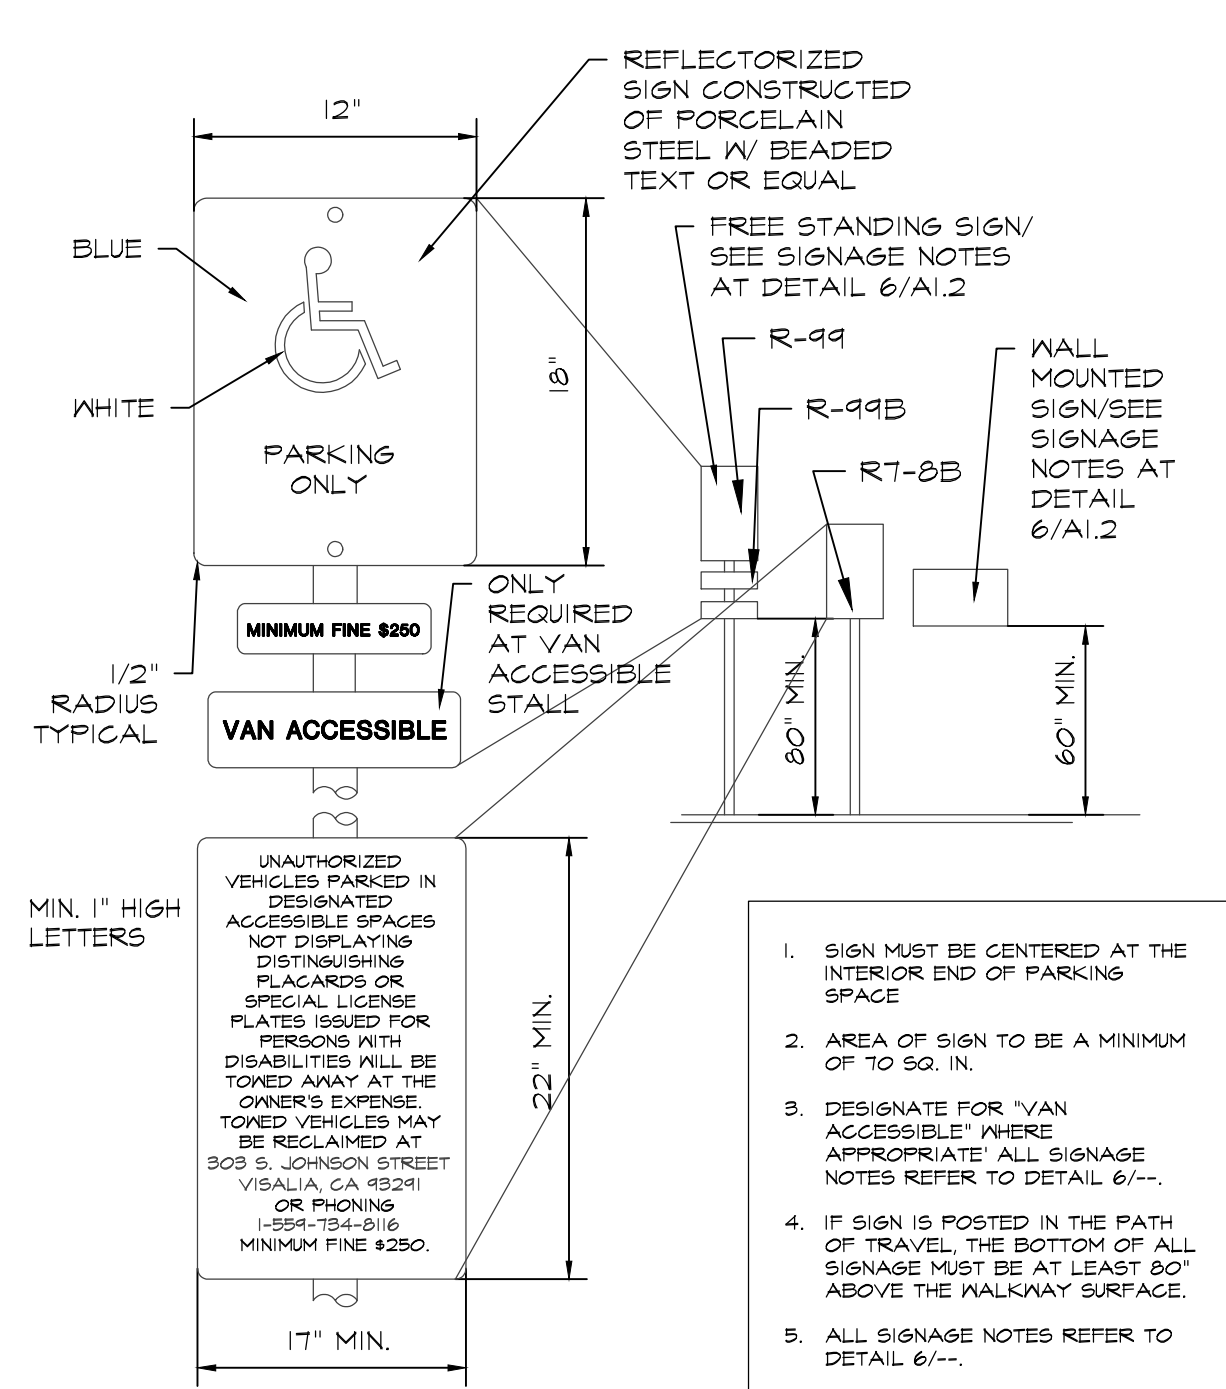 12"
REFLECTORIZED
SIGN CONSTRUCTED
OF PORCELAIN
STEEL W/ BEADED
TEXT OR EQUAL
BLUE
WHITE
PARKING
ONLY
18"
FREE STANDING SIGN/
SEE SIGNAGE NOTES
AT DETAIL 6/A1.2
R-99
R-99B
R7-8B
WALL
MOUNTED
SIGN/SEE
SIGNAGE
NOTES AT
DETAIL
6/A1.2
1/2"
RADIUS
TYPICAL
MINIMUM FINE $250
VAN ACCESSIBLE
ONLY
REQUIRED
AT VAN
ACCESSIBLE
STALL
80" MIN.
60" MIN.
MIN. 1" HIGH
LETTERS
UNAUTHORIZED
VEHICLES PARKED IN
DESIGNATED
ACCESSIBLE SPACES
NOT DISPLAYING
DISTINGUISHING
PLACARDS OR
SPECIAL LICENSE
PLATES ISSUED FOR
PERSONS WITH
DISABILITIES WILL BE
TOWED AWAY AT THE
OWNER'S EXPENSE.
TOWED VEHICLES MAY
BE RECLAIMED AT
303 S. JOHNSON STREET
VISALIA, CA 93291
OR PHONING
1-559-734-8116
MINIMUM FINE $250.
22" MIN.
17" MIN.
1. SIGN MUST BE CENTERED AT THE
INTERIOR END OF PARKING
SPACE
2. AREA OF SIGN TO BE A MINIMUM
OF 70 SQ. IN.
3. DESIGNATE FOR "VAN
ACCESSIBLE" WHERE
APPROPRIATE' ALL SIGNAGE
NOTES REFER TO DETAIL 6/--.
4. IF SIGN IS POSTED IN THE PATH
OF TRAVEL, THE BOTTOM OF ALL
SIGNAGE MUST BE AT LEAST 80"
ABOVE THE WALKWAY SURFACE.
5. ALL SIGNAGE NOTES REFER TO
DETAIL 6/--.